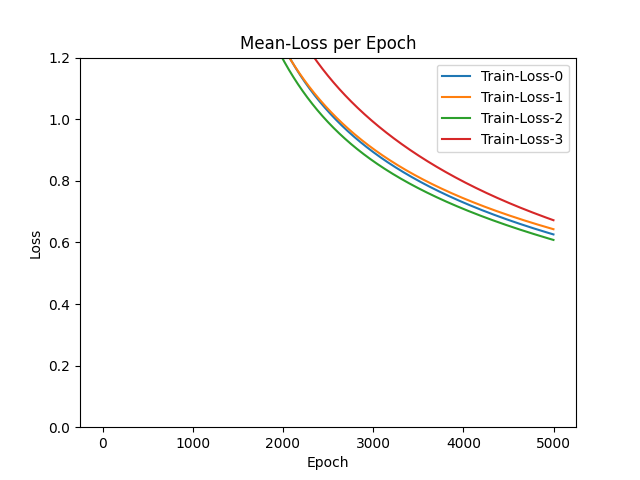 Mean-Loss per Epoch
1.2
1.0
0.8
0.6
0.4
0.2
0.0
Loss
Train-Loss-0
Train-Loss-1
Train-Loss-2
Train-Loss-3
0 1000 2000 3000 4000 5000
Epoch